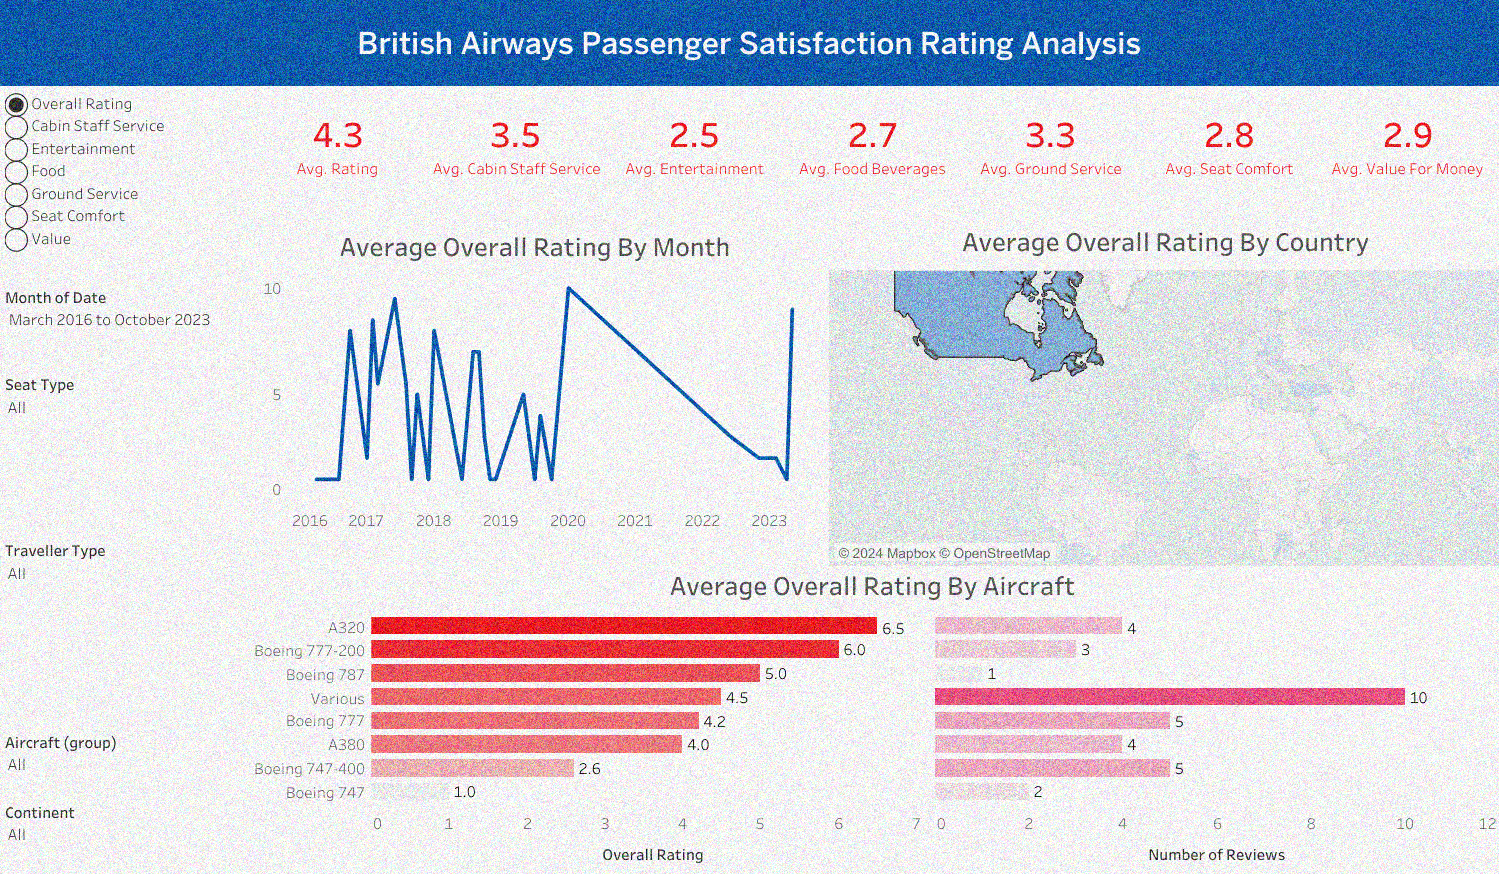 British Airways Passenger Satisfaction Rating Analysis
Overall Rating
Cabin Staff Service
Entertainment
Food
Ground Service
Seat Comfort
Value
4.3 3.5 2.5 2.7 3.3 2.8 2.9
Avg. Rating Avg. Cabin Staff Service Avg. Entertainment Avg. Food Beverages Avg. Ground Service Avg. Seat Comfort Avg. Value For Money
Month of Date
March 2016 to October 2023
Seat Type
All
Traveller Type
All
Aircraft (group)
All
Continent
All
Average Overall Rating By Month
10
5
0
2016 2017 2018 2019 2020 2021 2022 2023
Average Overall Rating By Country
© 2024 Mapbox © OpenStreetMap
Average Overall Rating By Aircraft
A320 6.5 4
Boeing 777-200 6.0 3
Boeing 787 5.0 1
Various 4.5 10
Boeing 777 4.2 5
A380 4.0 4
Boeing 747-400 2.6 5
Boeing 747 1.0 2
0 1 2 3 4 5 6 7 0 2 4 6 8 10 12
Overall Rating Number of Reviews